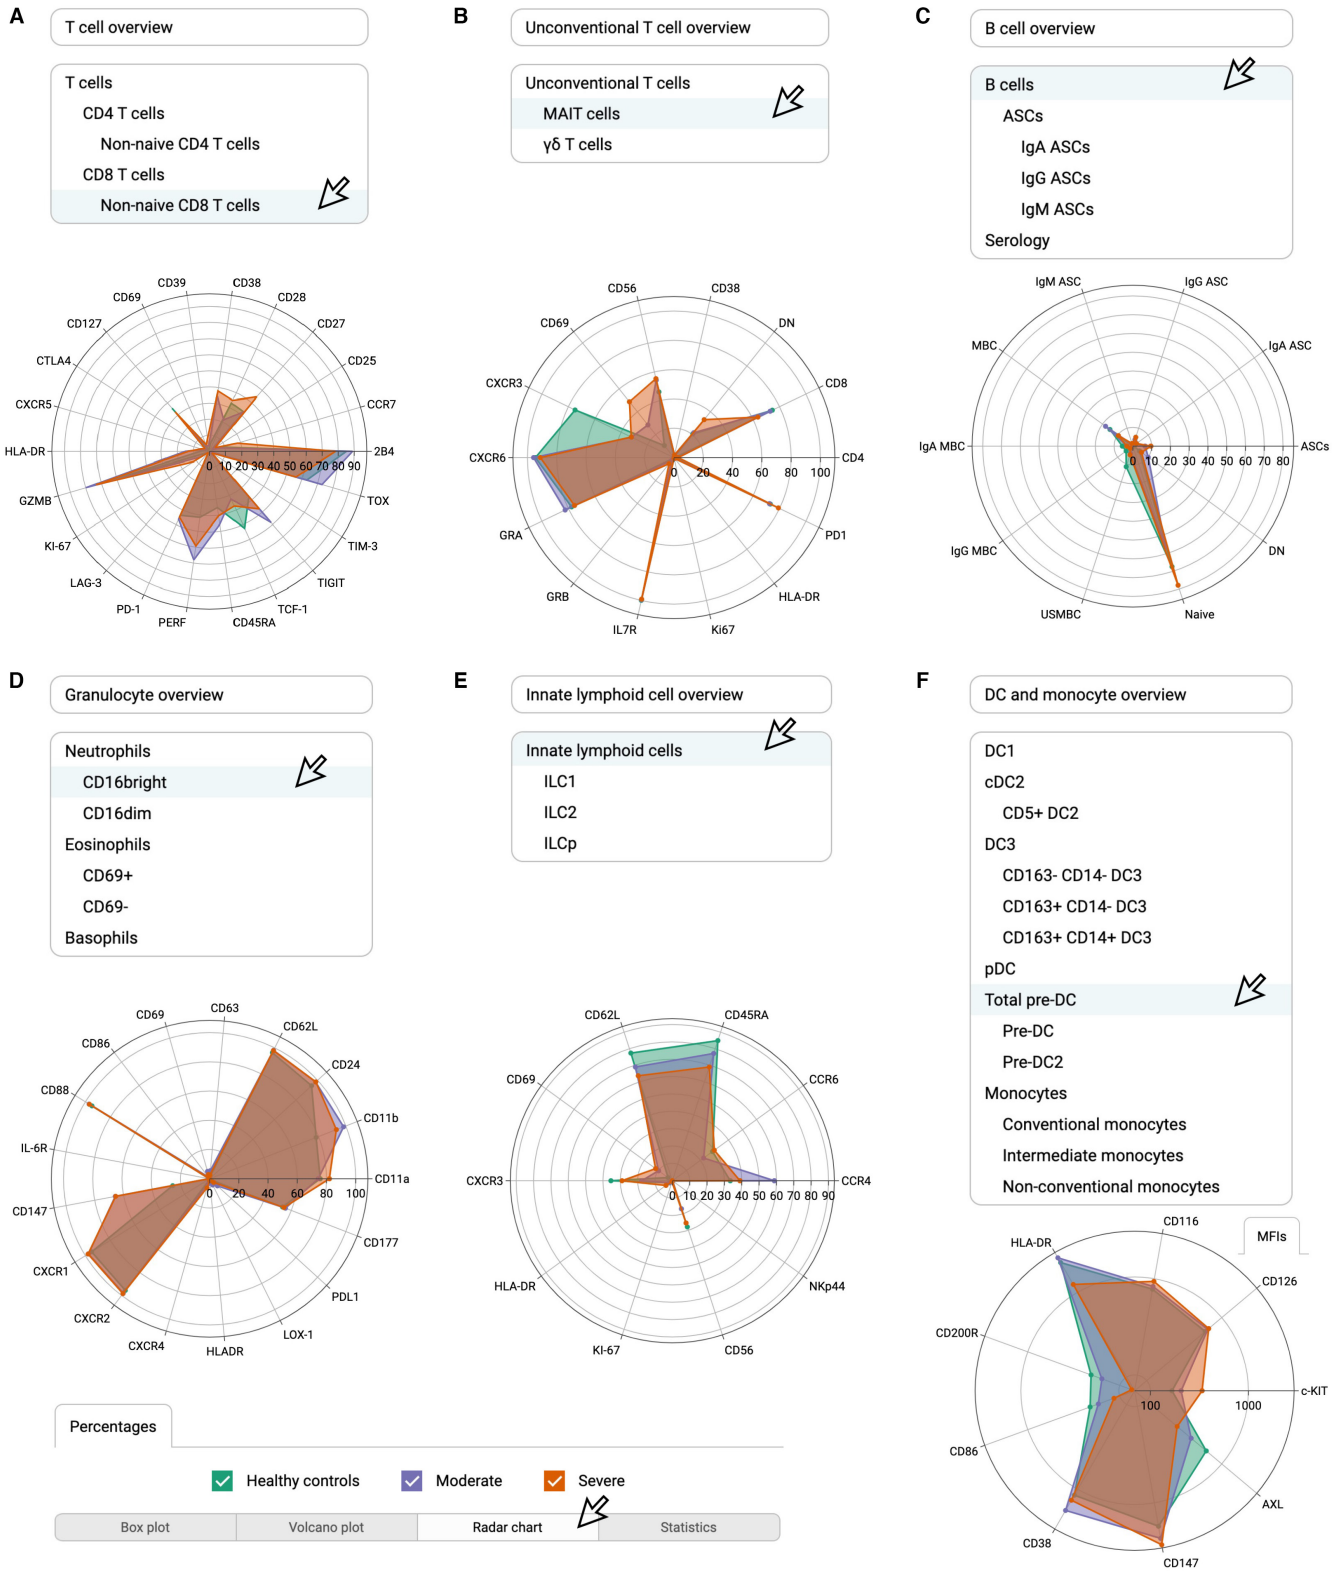 A
T cell overview
T cells
CD4 T cells
Non-naive CD4 T cells
CD8 T cells
Non-naive CD8 T cells
CD39
CD38
CD69
CD28
CD127
CD27
CTLA4
CD25
CXCR5
CCR7
HLA-DR
2B4
0 10 20 30 40 50 60 70 80 90
GZMB
TOX
KI-67
TIM-3
LAG-3
TIGIT
PD-1
TCF-1
PERF
CD45RA
B
Unconventional T cell overview
Unconventional T cells
MAIT cells
γδ T cells
CD56
CD38
CD69
DN
CXCR3
CD8
CXCR6
CD4
0 20 40 60 80 100
GRA
PD1
GRB
HLA-DR
IL7R
Ki67
C
B cell overview
B cells
ASCs
IgA ASCs
IgG ASCs
IgM ASCs
Serology
IgM ASC
IgG ASC
MBC
IgA ASC
IgA MBC
ASCs
0 10 20 30 40 50 60 70 80
IgG MBC
DN
USMBC
Naive
D
Granulocyte overview
Neutrophils
CD16bright
CD16dim
Eosinophils
CD69+
CD69-
Basophils
CD63
CD69
CD62L
CD86
CD24
CD88
CD11b
IL-6R
CD11a
0 20 40 60 80 100
CD147
CD177
CXCR1
PDL1
CXCR2
LOX-1
CXCR4
HLADR
E
Innate lymphoid cell overview
Innate lymphoid cells
ILC1
ILC2
ILCp
CD62L
CD45RA
CD69
CCR6
CXCR3
CCR4
0 10 20 30 40 50 60 70 80 90
HLA-DR
NKp44
KI-67
CD56
F
DC and monocyte overview
DC1
cDC2
CD5+ DC2
DC3
CD163- CD14- DC3
CD163+ CD14- DC3
CD163+ CD14+ DC3
pDC
Total pre-DC
Pre-DC
Pre-DC2
Monocytes
Conventional monocytes
Intermediate monocytes
Non-conventional monocytes
MFIs
CD116
HLA-DR
CD126
CD200R
c-KIT
100 1000
CD86
AXL
CD38
CD147
Percentages
Healthy controls
Moderate
Severe
Box plot
Volcano plot
Radar chart
Statistics